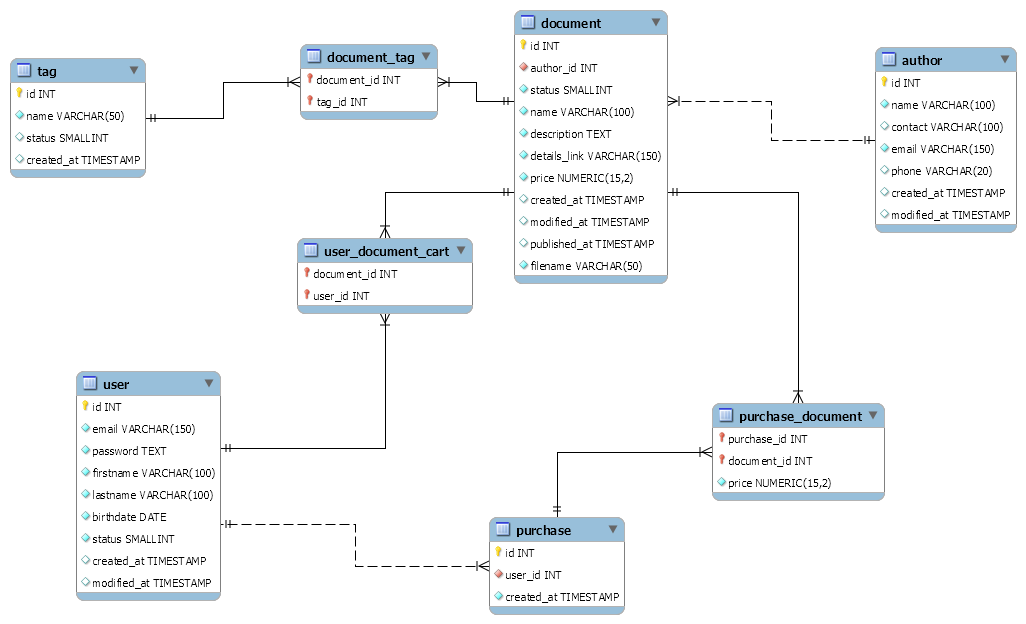 tag
id INT
name VARCHAR(50)
status SMALLINT
created_at TIMESTAMP
document_tag
document_id INT
tag_id INT
document
id INT
author_id INT
status SMALLINT
name VARCHAR(100)
description TEXT
details_link VARCHAR(150)
price NUMERIC(15,2)
created_at TIMESTAMP
modified_at TIMESTAMP
published_at TIMESTAMP
filename VARCHAR(50)
author
id INT
name VARCHAR(100)
contact VARCHAR(100)
email VARCHAR(150)
phone VARCHAR(20)
created_at TIMESTAMP
modified_at TIMESTAMP
user_document_cart
document_id INT
user_id INT
user
id INT
email VARCHAR(150)
password TEXT
firstname VARCHAR(100)
lastname VARCHAR(100)
birthdate DATE
status SMALLINT
created_at TIMESTAMP
modified_at TIMESTAMP
purchase_document
purchase_id INT
document_id INT
price NUMERIC(15,2)
purchase
id INT
user_id INT
created_at TIMESTAMP